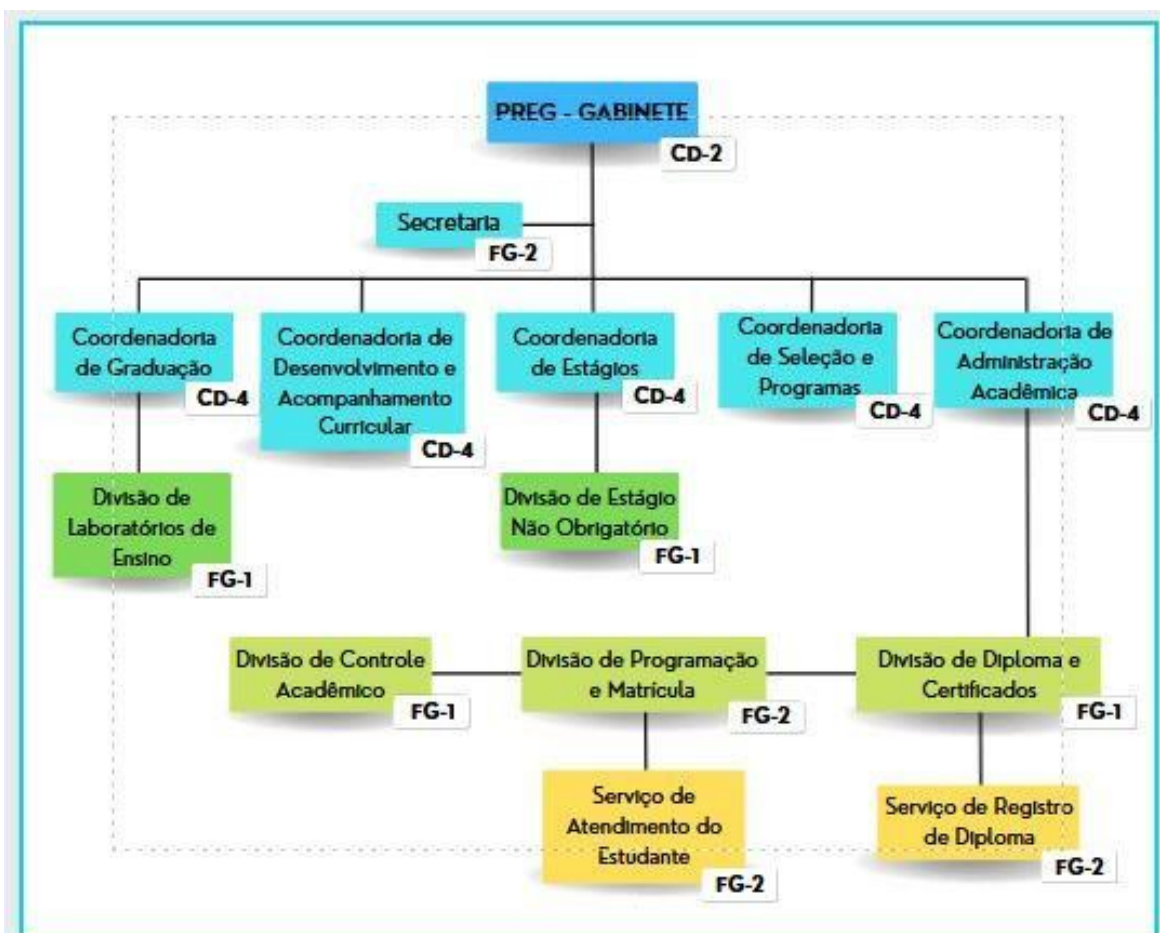 PREG - GABINETE
CD-2
Secretaria
FG-2
Coordenadoria
de Graduação
CD-4
Coordenadoria de
Desenvolvimento e
Acompanhamento
Curricular
CD-4
Coordenadoria
de Estágios
CD-4
Coordenadoria
de Seleção e
Programas
CD-4
Coordenadoria de
Administração
Acadêmica
CD-4
Divisão de
Laboratórios de
Ensino
FG-1
Divisão de Estágio
Não Obrigatório
FG-1
Divisão de Controle
Acadêmico
FG-1
Divisão de Programação
e Matrícula
FG-2
Divisão de Diploma e
Certificados
FG-1
Serviço de
Atendimento do
Estudante
FG-2
Serviço de Registro
de Diploma
FG-2